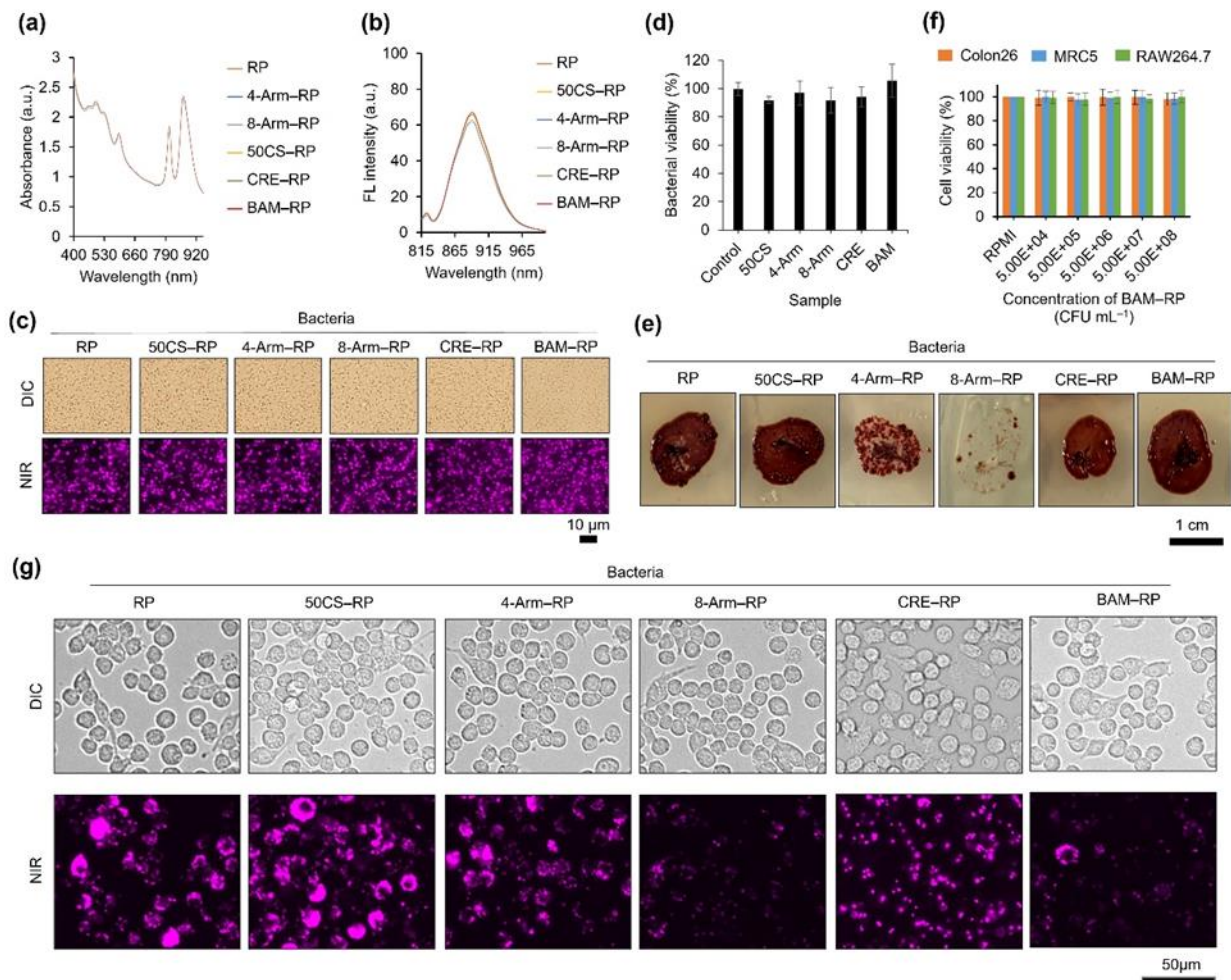 (a)
Absorbance (a.u.)
3
2.5
2
1.5
1
0.5
0
400 530 660 790 920
Wavelength (nm)
RP
4-Arm–RP
8-Arm–RP
50CS–RP
CRE–RP
BAM–RP
(b)
FL intensity (a.u.)
100
80
60
40
20
0
815 865 915 965
Wavelength (nm)
RP
50CS–RP
4-Arm–RP
8-Arm–RP
CRE–RP
BAM–RP
(d)
Bacterial viability (%)
140
120
100
80
60
40
20
0
Control 50CS 4-Arm 8-Arm CRE BAM
Sample
(f)
Colon26 MRC5 RAW264.7
Cell viability (%)
120
100
80
60
40
20
0
RPMI 5.00E+04 5.00E+05 5.00E+06 5.00E+07 5.00E+08
Concentration of BAM–RP
(CFU mL⁻¹)
(c)
Bacteria
RP 50CS–RP 4-Arm–RP 8-Arm–RP CRE–RP BAM–RP
DIC
NIR
10 µm
(e)
Bacteria
RP 50CS–RP 4-Arm–RP 8-Arm–RP CRE–RP BAM–RP
1 cm
(g)
Bacteria
RP 50CS–RP 4-Arm–RP 8-Arm–RP CRE–RP BAM–RP
DIC
NIR
50µm